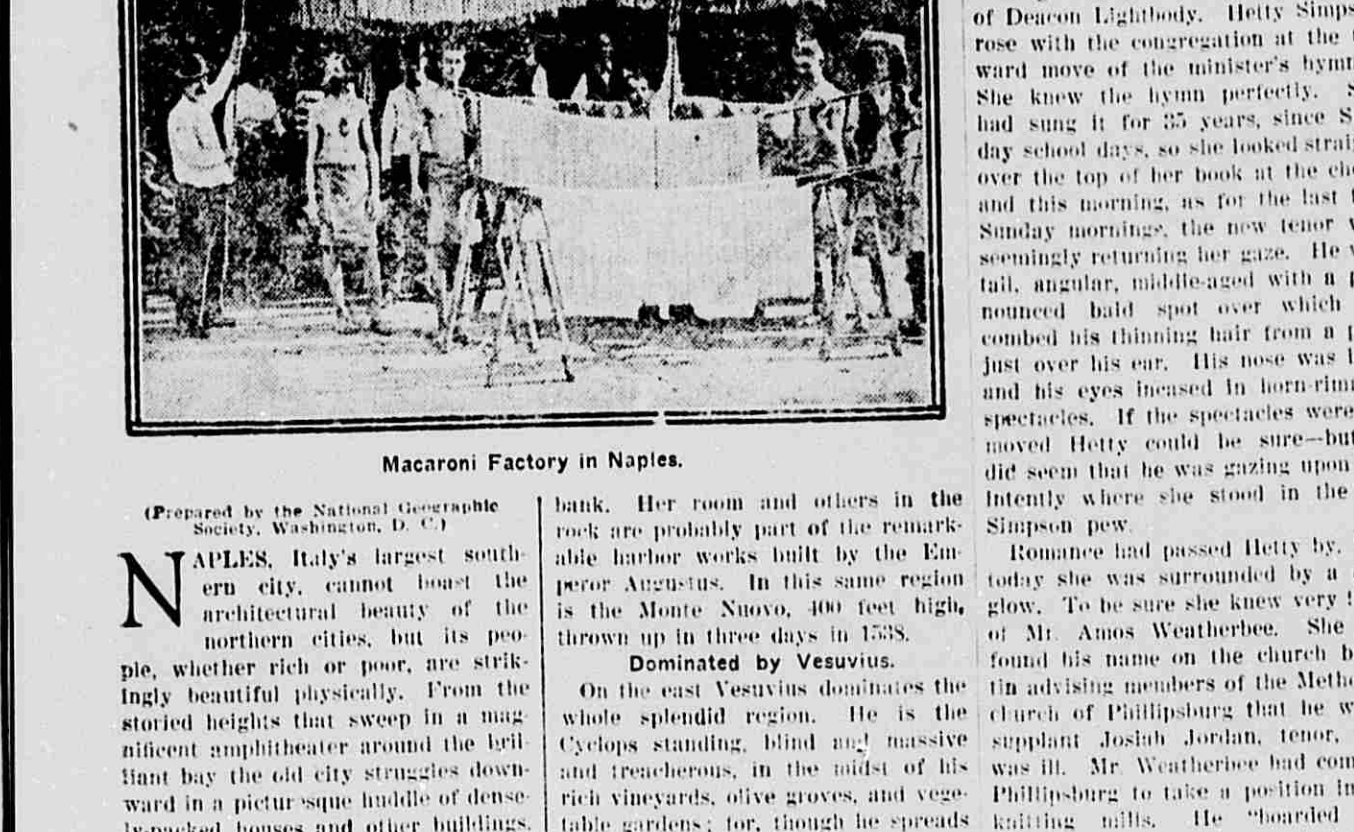 Macaroni Factory in Naples.
(Prepared by the National Geographic
Society, Washington, D. C.)
NAPLES, Italy's largest south-
ern city, cannot boast the
architectural beauty of the
northern cities, but its peo-
ple, whether rich or poor, are strik-
ingly beautiful physically. From the
storied heights that sweep in a mag-
nificent amphitheater around the bril-
liant bay the old city struggles down-
ward in a picturesque huddle of dense-
ly-packed houses and other buildings.
bank. Her room and others in the
rock are probably part of the remark-
able harbor works built by the Em-
peror Augustus. In this same region
is the Monte Nuovo, 400 feet high,
thrown up in three days in 1538.
Dominated by Vesuvius.
On the east Vesuvius dominates the
whole splendid region. He is the
Cyclops standing, blind and massive
and treacherous, in the midst of his
rich vineyards, olive groves, and vege-
table gardens; for, though he spreads
of Deacon Lightbody. Hetty Simps
rose with the congregation at the
ward move of the minister's hymn
She knew the hymn perfectly. S
had sung it for 35 years, since S
day school days, so she looked strai
over the top of her book at the
and this morning, as for the last
Sunday mornings, the new tenor
seemingly returning her gaze. He
tall, angular, middle-aged with a p
nounced bald spot over which
combed his thinning hair from a p
just over his ear. His nose was
and his eyes incased in horn-rim
spectacles. If the spectacles were
moved Hetty could be sure—but
did seem that he was gazing upon
intently where she stood in the
Simpson pew.
Romance had passed Hetty by,
today she was surrounded by a
glow. To be sure she knew very
of Mr. Amos Weatherbee. She
found his name on the church b
tin advising members of the Metho
church of Phillipsburg that he w
supplant Josiah Jordan, tenor,
was ill. Mr. Weatherbee had com
Phillipsburg to take a position in
knitting mills. He "boarded